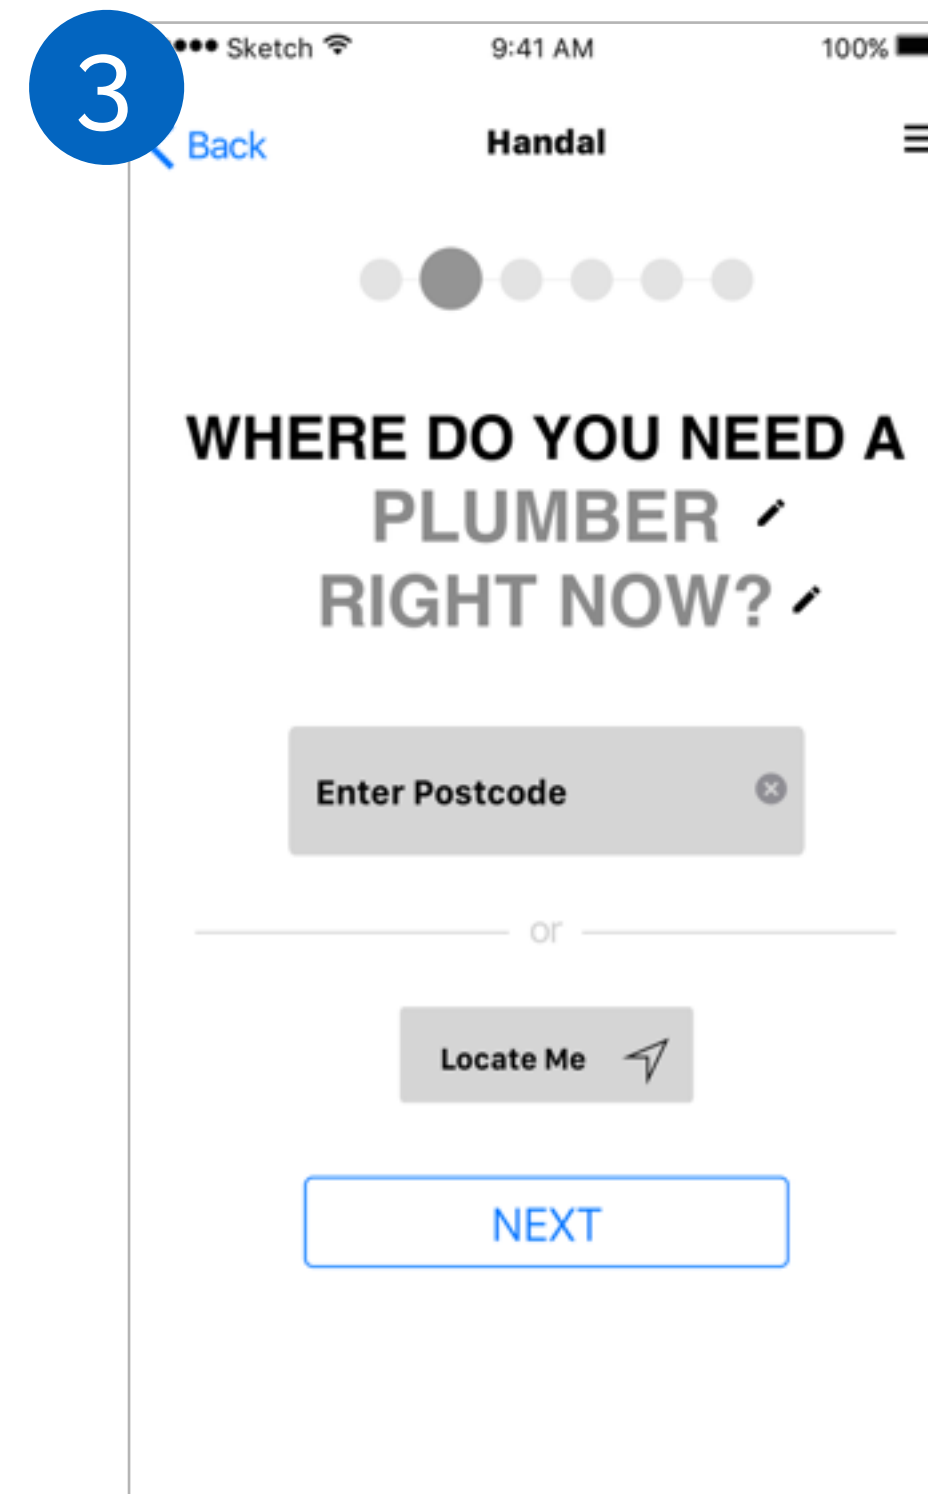 3
Sketch 9:41 AM 100%
Back Handal
WHERE DO YOU NEED A
PLUMBER
RIGHT NOW?
Enter Postcode
or
Locate Me
NEXT